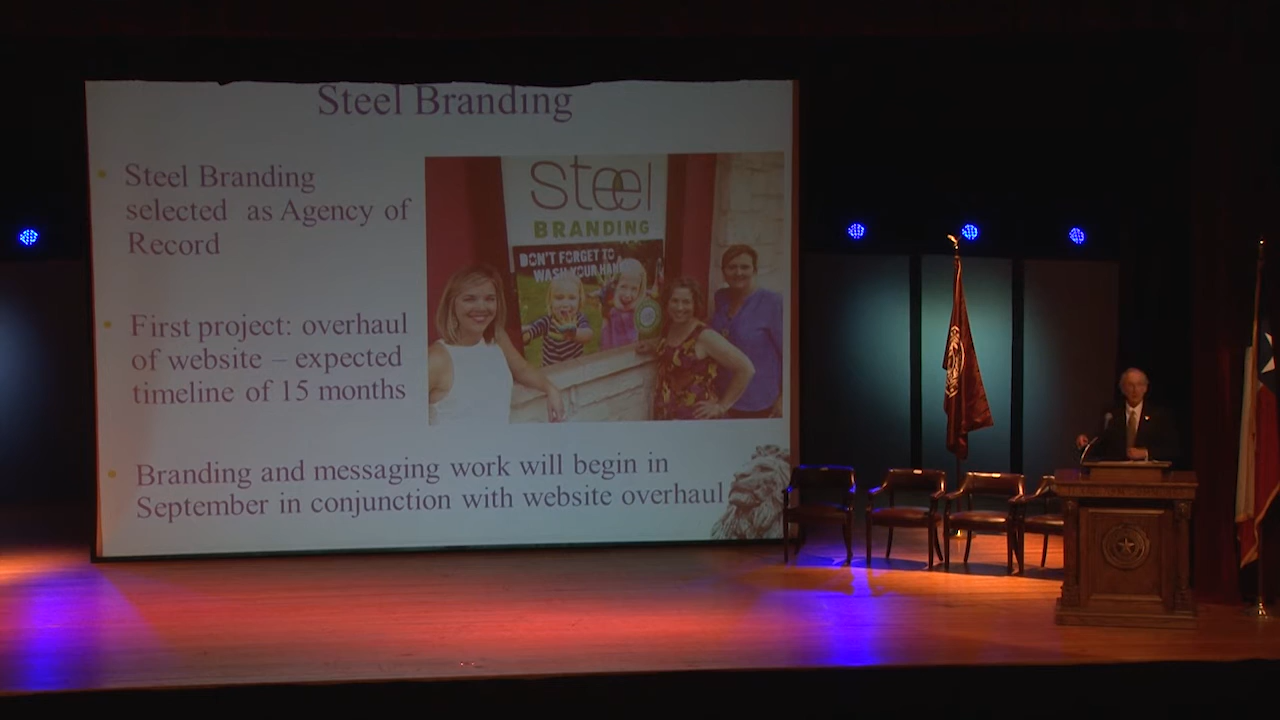 Steel Branding
Steel Branding
selected as Agency of
Record
First project: overhaul
of website – expected
timeline of 15 months
Branding and messaging work will begin in
September in conjunction with website overhaul
steel
BRANDING
DON'T FORGET TO
WASH YOUR HANDS